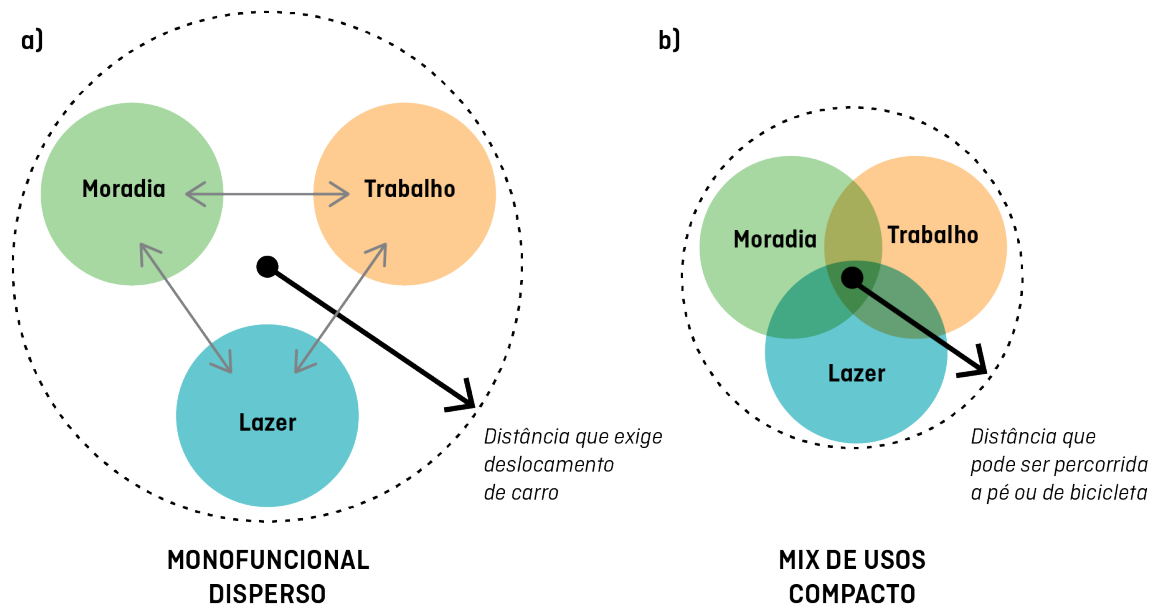 a)
Moradia
Trabalho
Lazer
Distância que exige
deslocamento
de carro
MONOFUNCIONAL
DISPERSO
b)
Moradia
Trabalho
Lazer
Distância que
pode ser percorrida
a pé ou de bicicleta
MIX DE USOS
COMPACTO